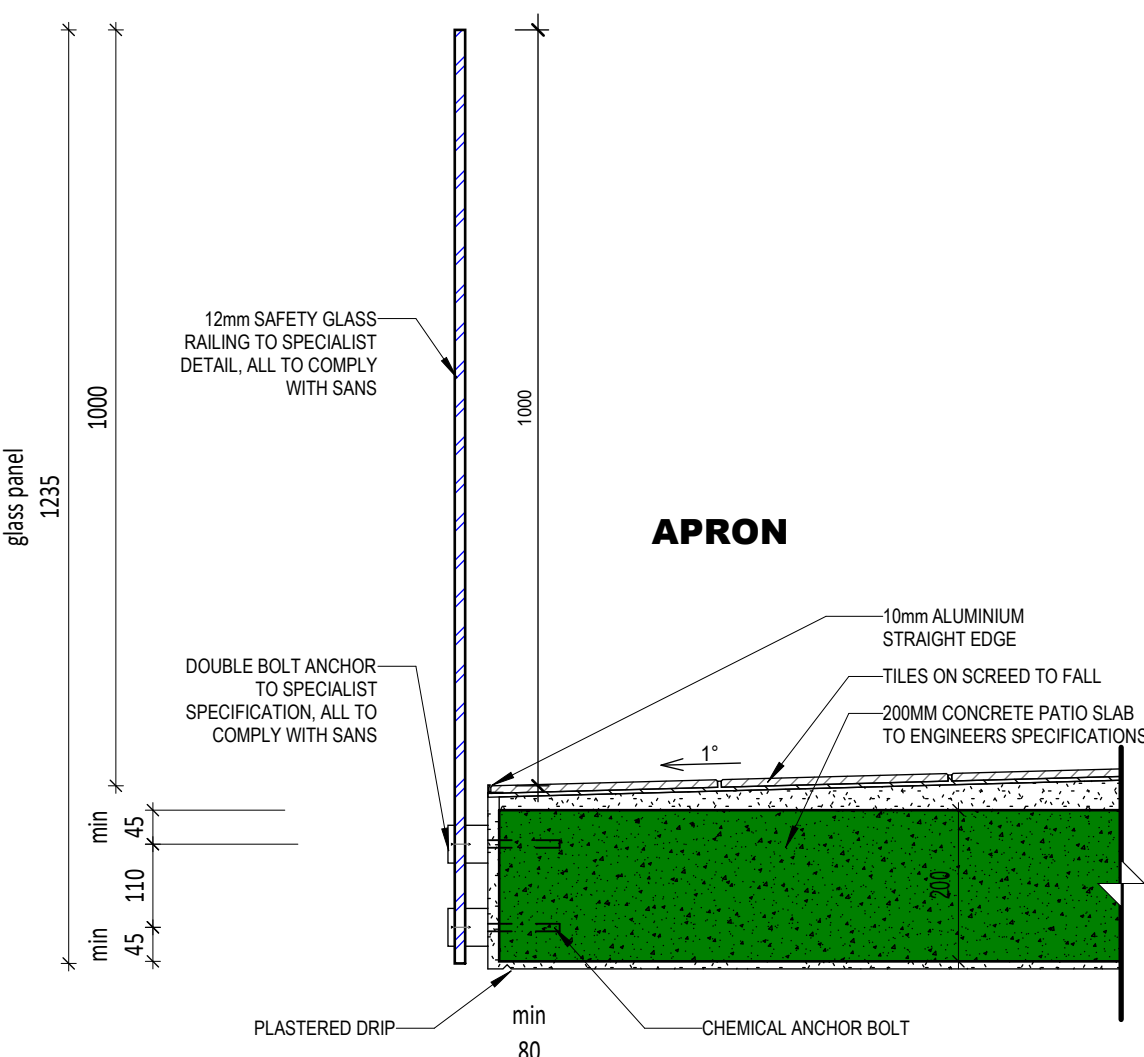 glass panel
1235
1000
1000
12mm SAFETY GLASS
RAILING TO SPECIALIST
DETAIL, ALL TO COMPLY
WITH SANS
APRON
10mm ALUMINIUM
STRAIGHT EDGE
DOUBLE BOLT ANCHOR
TO SPECIALIST
SPECIFICATION, ALL TO
COMPLY WITH SANS
TILES ON SCREED TO FALL
200MM CONCRETE PATIO SLAB
TO ENGINEERS SPECIFICATIONS
1°
min
45
110
min
45
200
PLASTERED DRIP
min
80
CHEMICAL ANCHOR BOLT